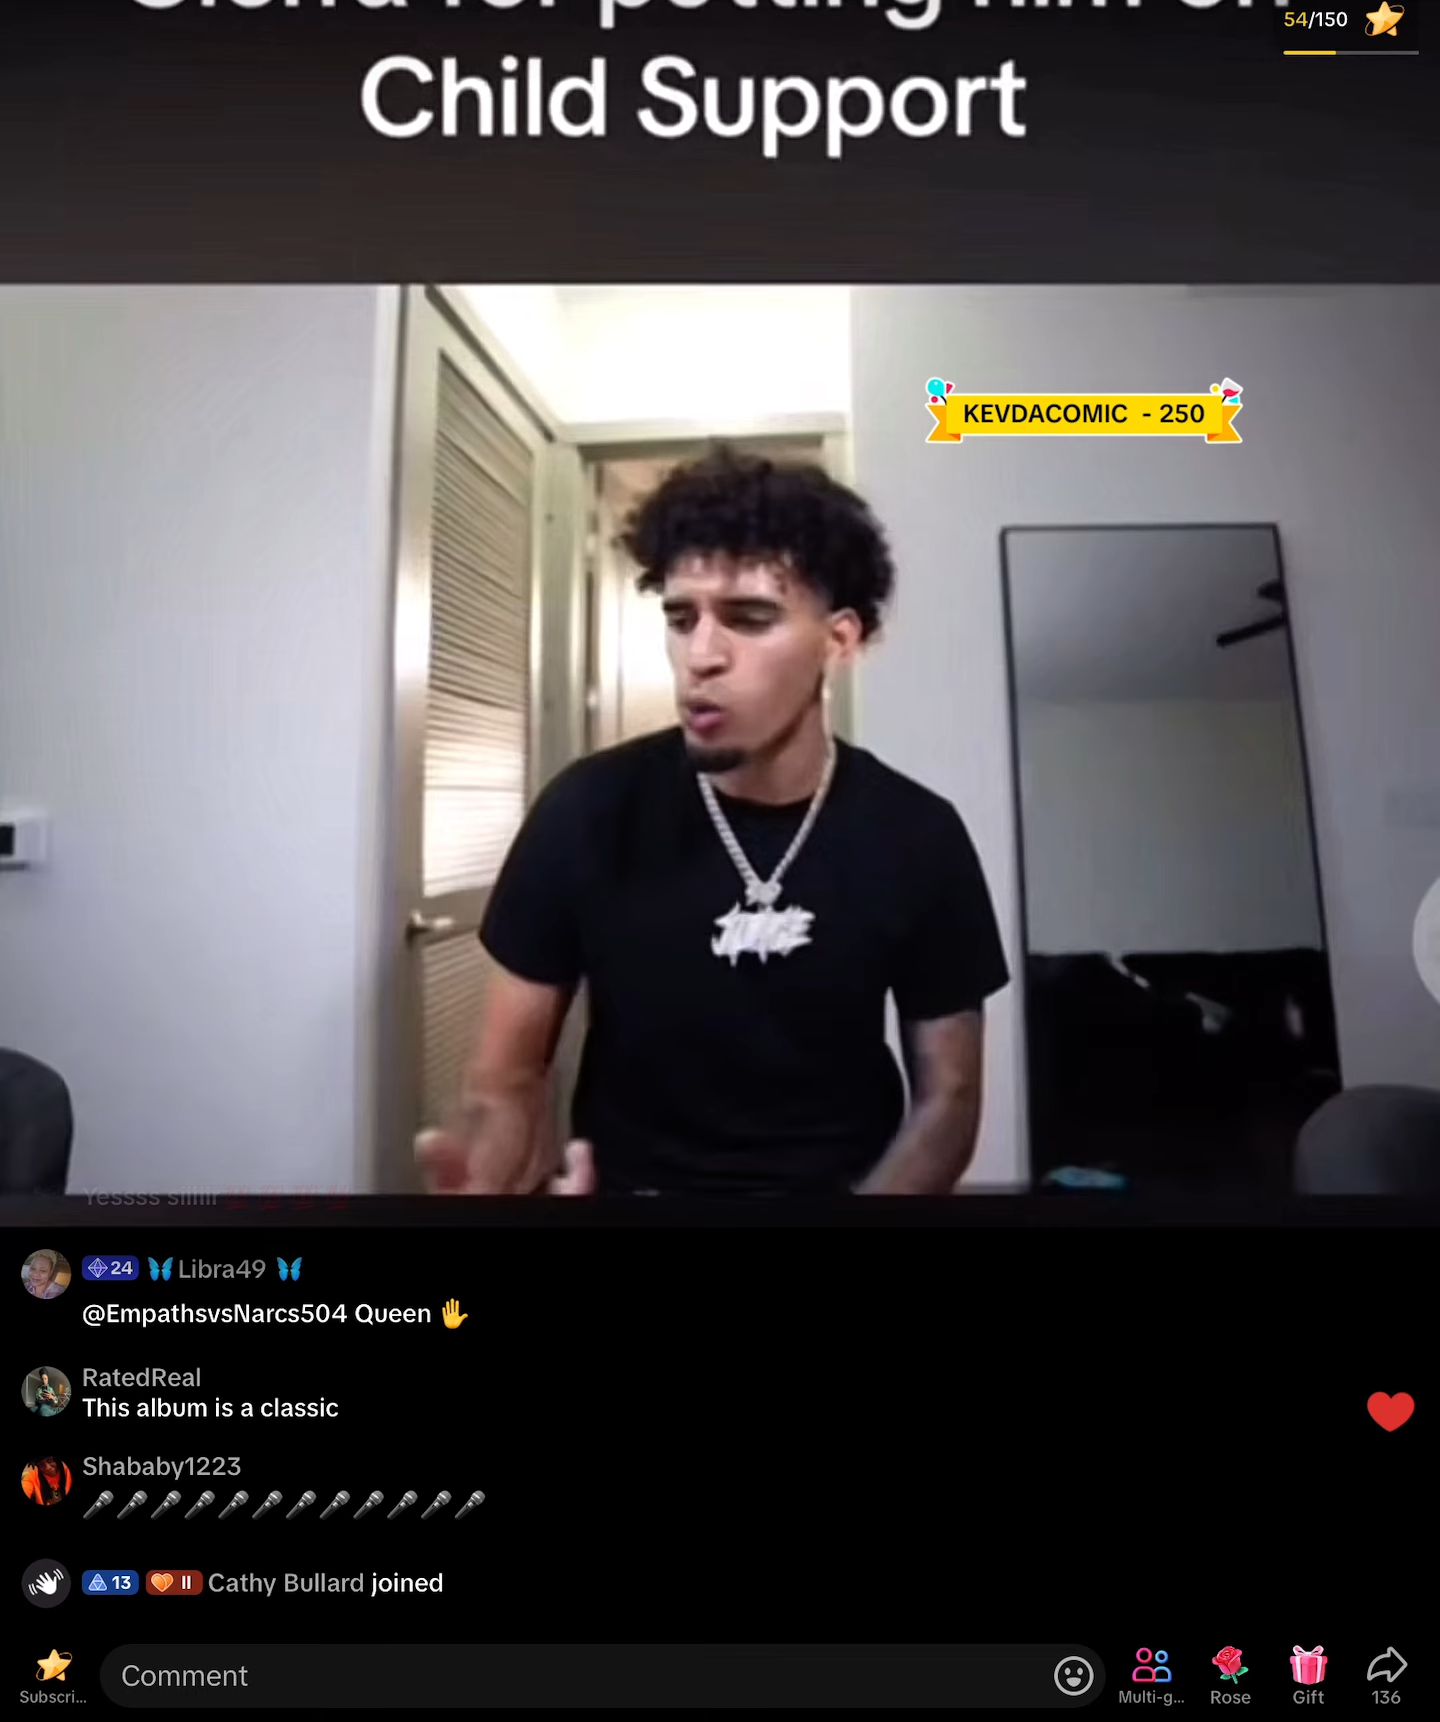 54/150
Child Support
KEVDACOMIC - 250
24 Libra49
@EmpathsvsNarcs504 Queen
RatedReal
This album is a classic
Shababy1223
13 II Cathy Bullard joined
Subscri...
Comment
Multi-g...
Rose
Gift
136